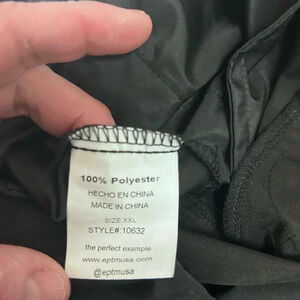 100% Polyester
HECHO EN CHINA
MADE IN CHINA
SIZE:XXL
STYLE#:10632
the perfect example
www.eptmusa.com
@eptmusa